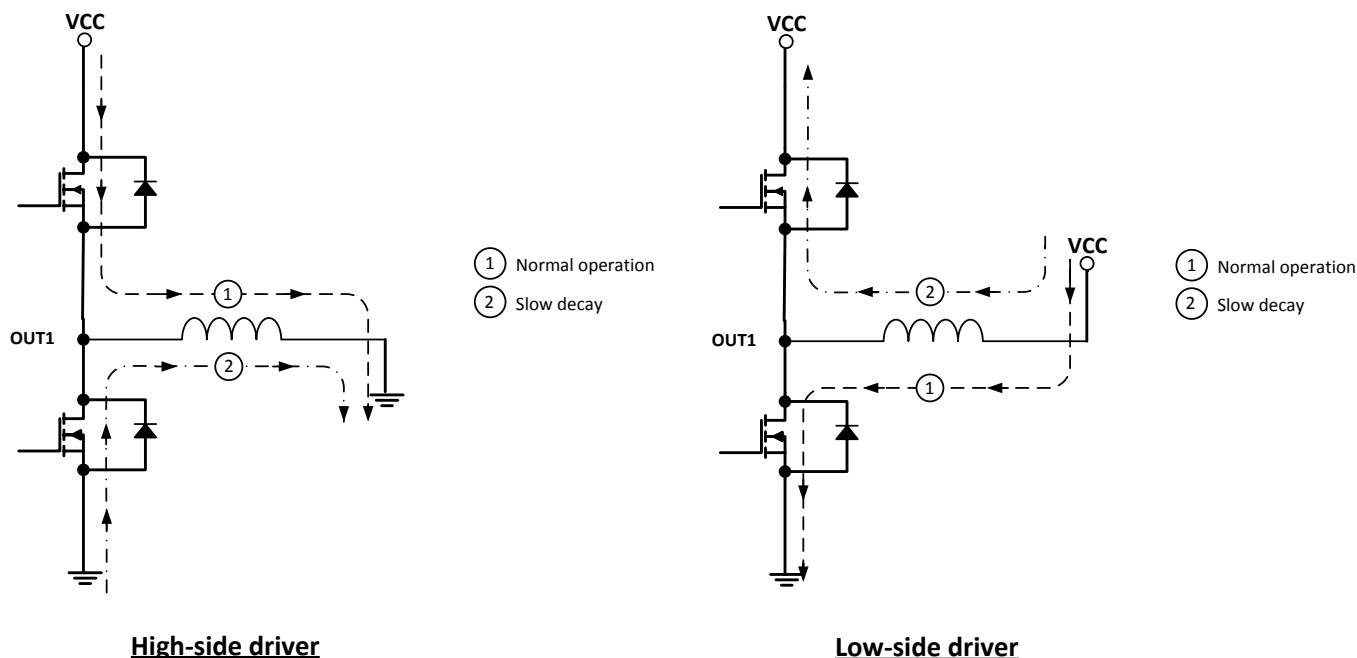 VCC
1
1 Normal operation
2 Slow decay
OUT1
2
High-side driver
VCC
VCC
2
1 Normal operation
2 Slow decay
OUT1
1
Low-side driver